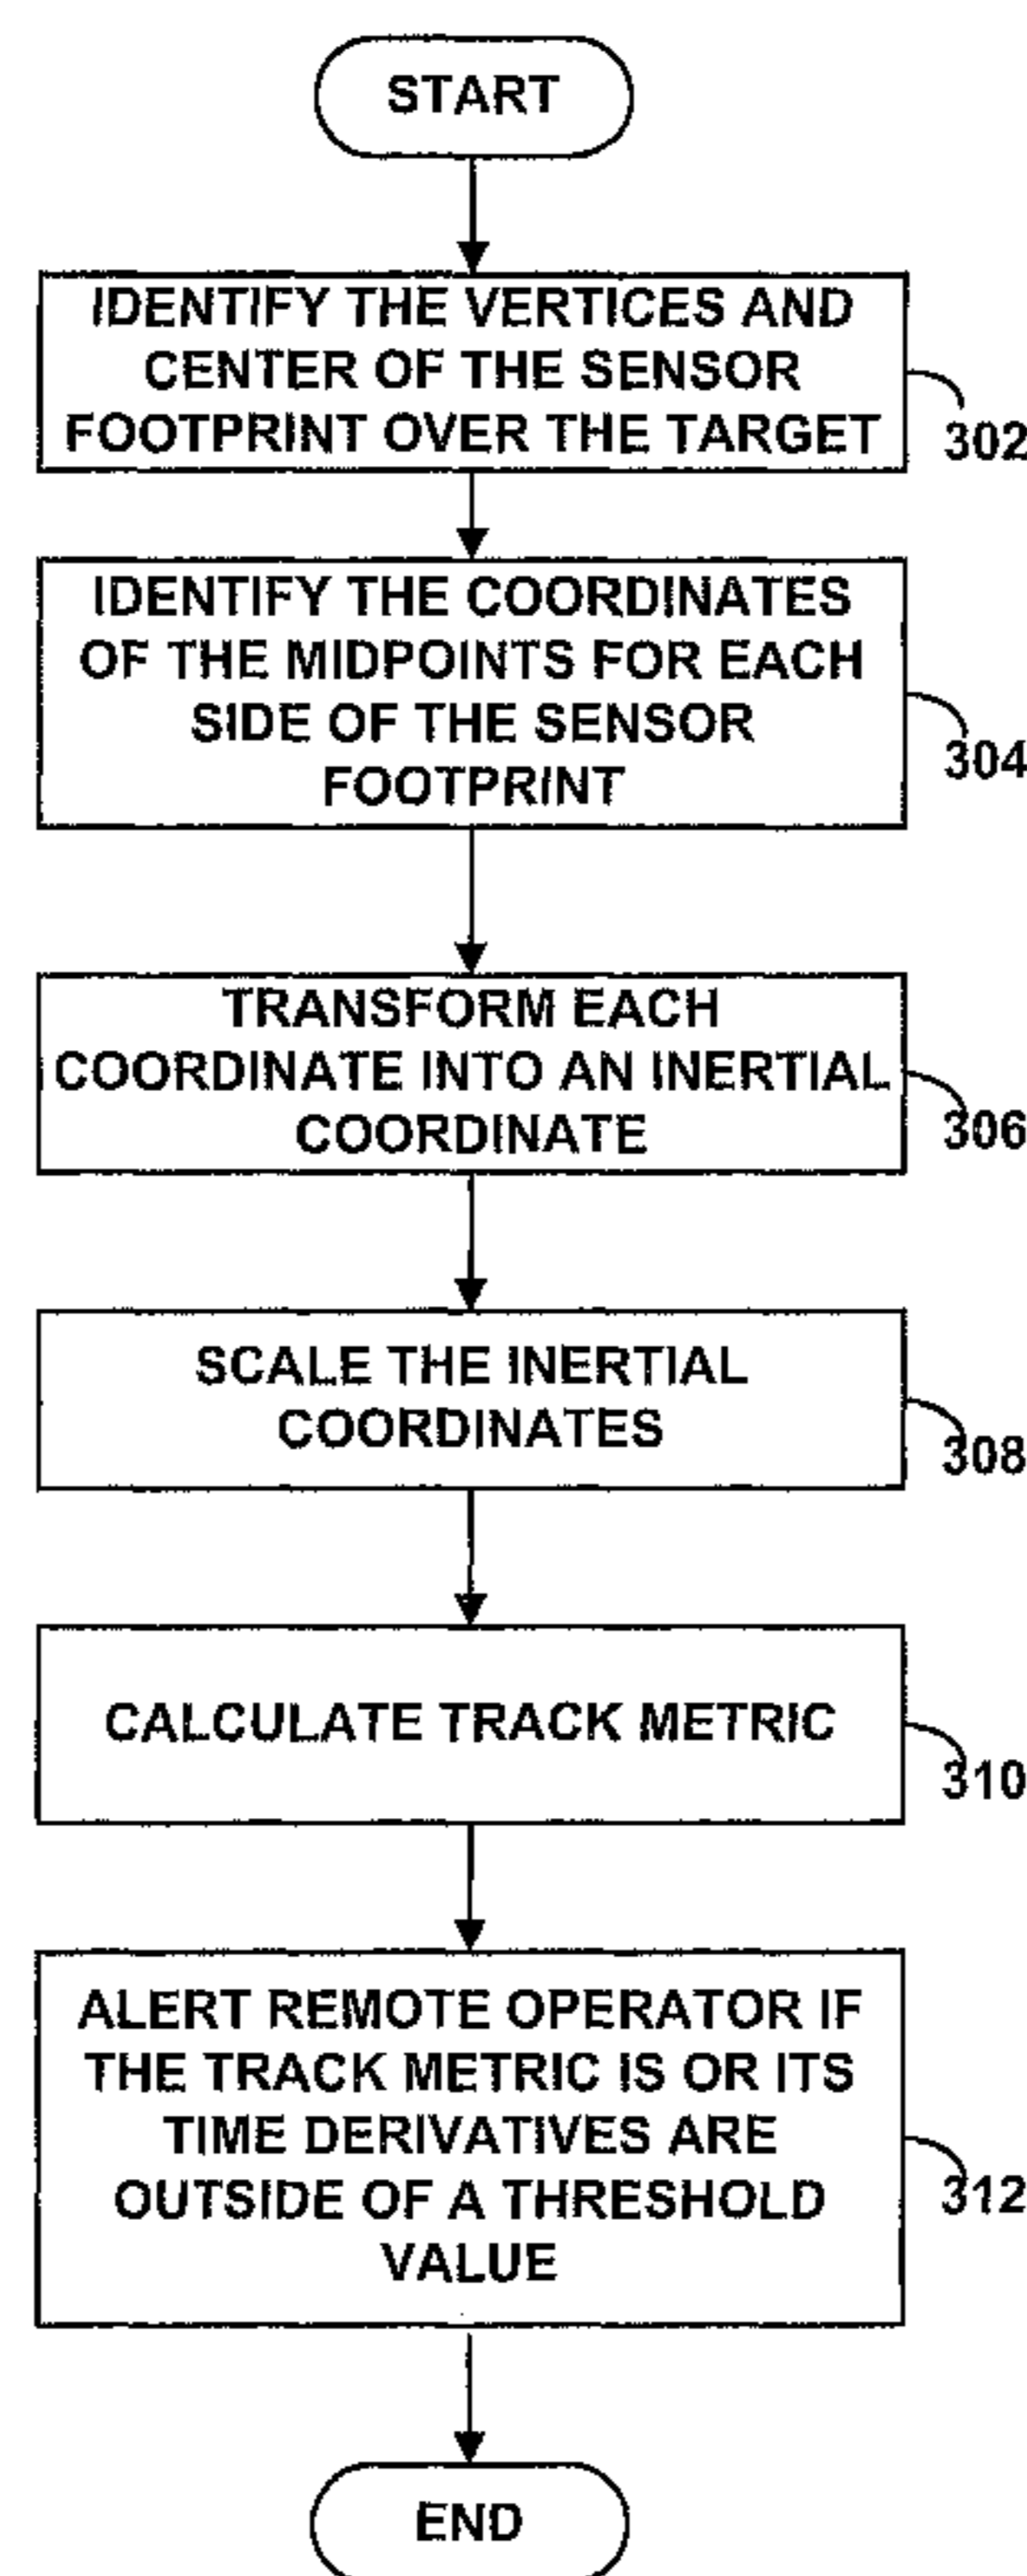 START
IDENTIFY THE VERTICES AND
CENTER OF THE SENSOR
FOOTPRINT OVER THE TARGET
302
IDENTIFY THE COORDINATES
OF THE MIDPOINTS FOR EACH
SIDE OF THE SENSOR
FOOTPRINT
304
TRANSFORM EACH
COORDINATE INTO AN INERTIAL
COORDINATE
306
SCALE THE INERTIAL
COORDINATES
308
CALCULATE TRACK METRIC
310
ALERT REMOTE OPERATOR IF
THE TRACK METRIC IS OR ITS
TIME DERIVATIVES ARE
OUTSIDE OF A THRESHOLD
VALUE
312
END